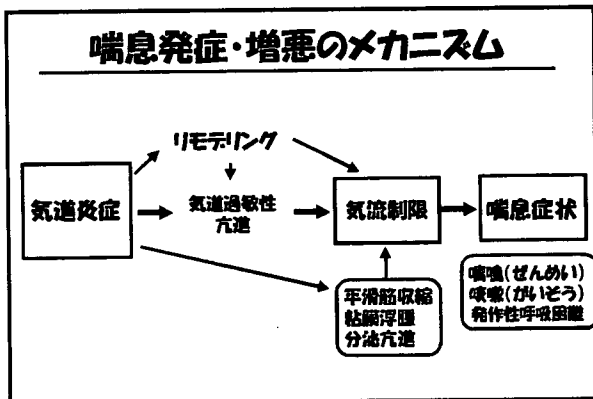 喘息発症・増悪のメカニズム
リモデリング
気道炎症
気道過敏性
亢進
気流制限
喘息症状
平滑筋収縮
粘膜浮腫
分泌亢進
喘鳴(ぜんめい)
咳嗽(がいそう)
発作性呼吸困難